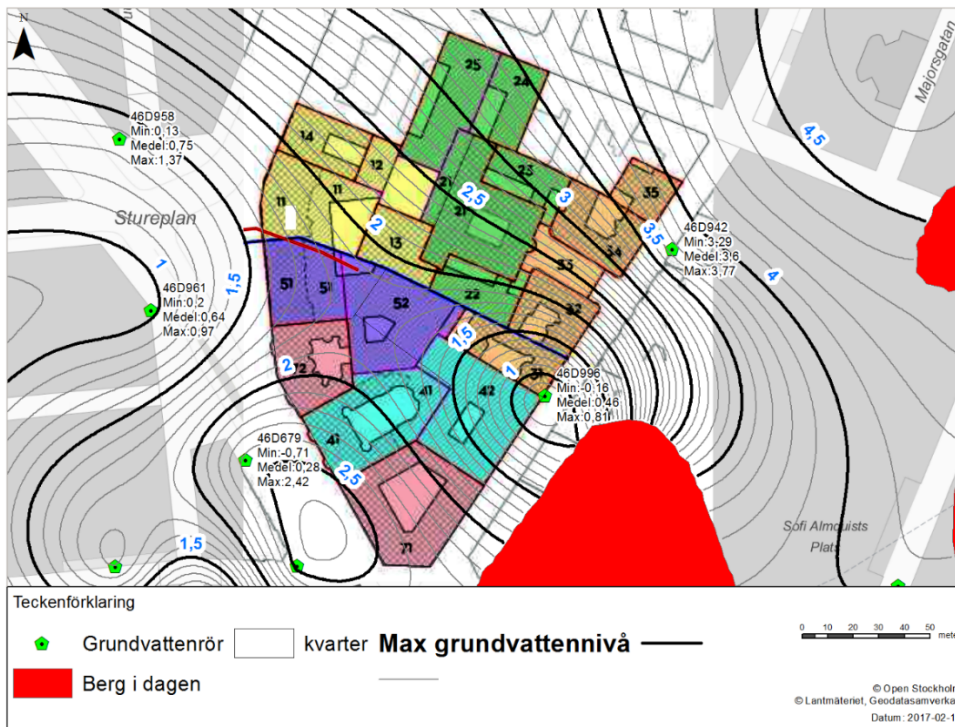 N
46D958
Min:0,13
Medel:0,75
Max:1,37
Stureplan
46D961
Min:0,2
Medel:0,64
Max:0,97
46D679
Min:-0,71
Medel:0,28
Max:2,42
46D942
Min:3,29
Medel:3,6
Max:3,77
46D996
Min:-0,16
Medel:0,46
Max:0,81
Majorsgatan
Sofi Almquists
Plats
25
24
14
12
11
11
13
21
21
23
22
35
34
33
32
31
51
51
52
72
41
41
42
71
1
1,5
2
2,5
3
3,5
4
4,5
1,5
1
2
2,5
1,5
Teckenförklaring
Grundvattenrör
kvarter
Max grundvattennivå
Berg i dagen
0 10 20 30 40 50
© Open Stockholm
© Lantmäteriet, Geodatasamverka
Datum: 2017-02-1